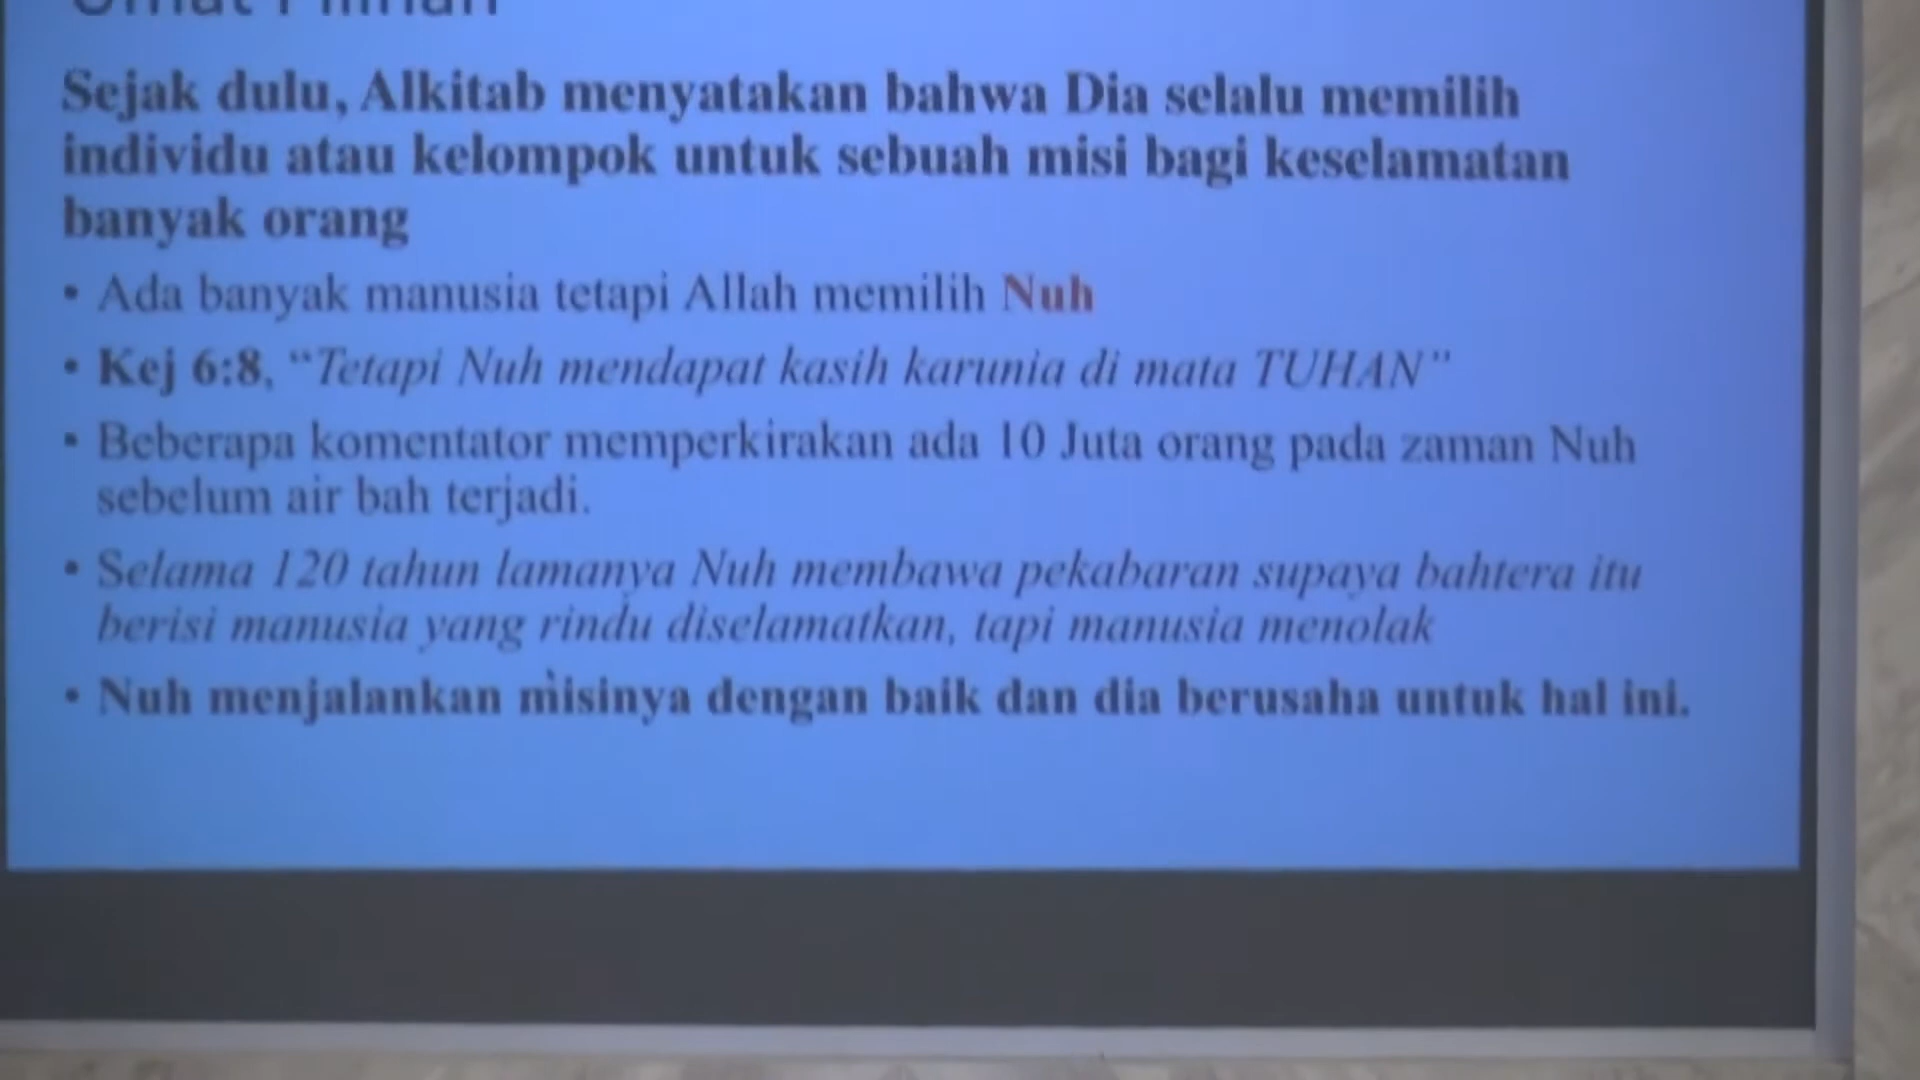 Umat Pilihan
Sejak dulu, Alkitab menyatakan bahwa Dia selalu memilih
individu atau kelompok untuk sebuah misi bagi keselamatan
banyak orang
• Ada banyak manusia tetapi Allah memilih Nuh
• Kej 6:8, “Tetapi Nuh mendapat kasih karunia di mata TUHAN”
• Beberapa komentator memperkirakan ada 10 Juta orang pada zaman Nuh
sebelum air bah terjadi.
• Selama 120 tahun lamanya Nuh membawa pekabaran supaya bahtera itu
berisi manusia yang rindu diselamatkan, tapi manusia menolak
• Nuh menjalankan misinya dengan baik dan dia berusaha untuk hal ini.